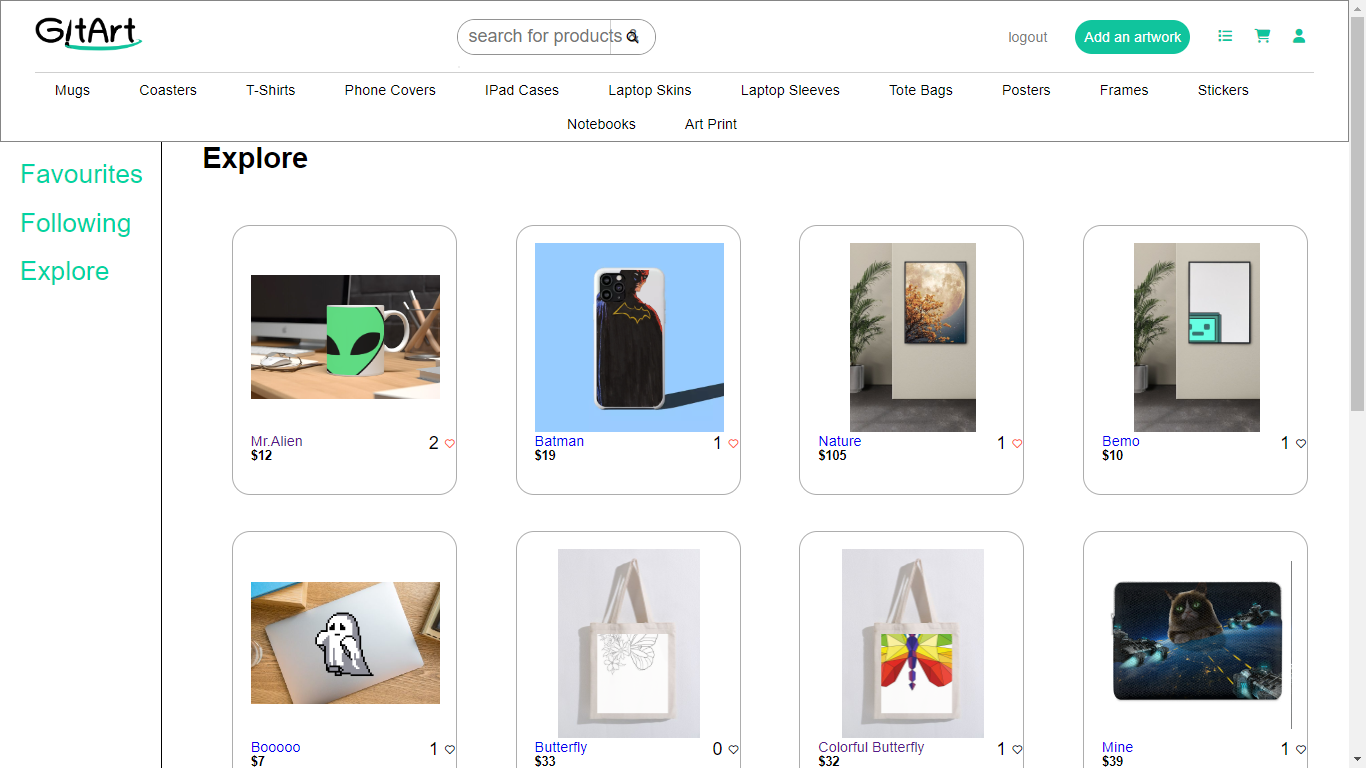 GitArt
search for products &
logout
Add an artwork
Mugs Coasters T-Shirts Phone Covers IPad Cases Laptop Skins Laptop Sleeves Tote Bags Posters Frames Stickers
Notebooks Art Print
Favourites
Following
Explore
Explore
Mr.Alien 2
$12
Batman 1
$19
Nature 1
$105
Bemo 1
$10
Booooo 1
$7
Butterfly 0
$33
Colorful Butterfly 1
$32
Mine 1
$39